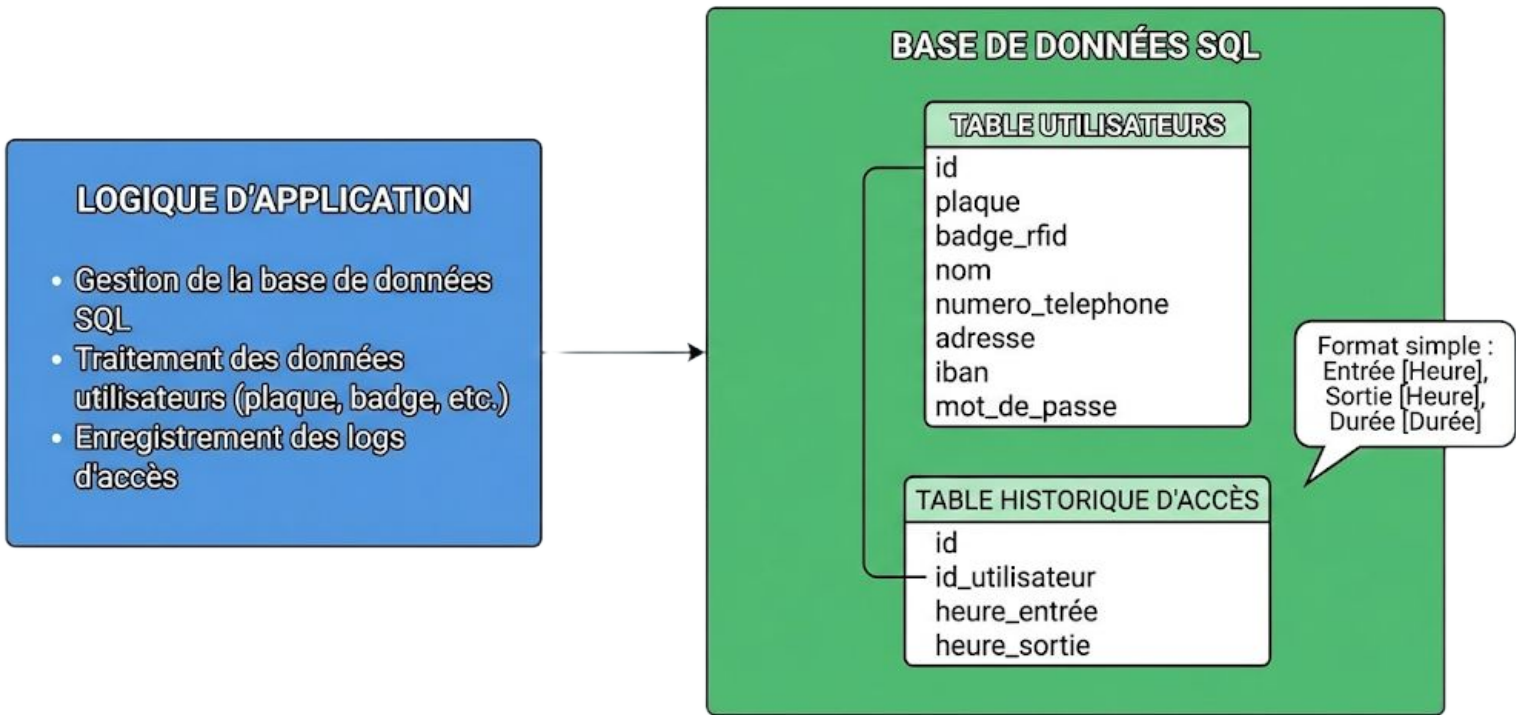 LOGIQUE D'APPLICATION
• Gestion de la base de données
SQL
• Traitement des données
utilisateurs (plaque, badge, etc.)
• Enregistrement des logs
d'accès
BASE DE DONNÉES SQL
TABLE UTILISATEURS
id
plaque
badge_rfid
nom
numero_telephone
adresse
iban
mot_de_passe
Format simple :
Entrée [Heure],
Sortie [Heure],
Durée [Durée]
TABLE HISTORIQUE D'ACCÈS
id
id_utilisateur
heure_entrée
heure_sortie